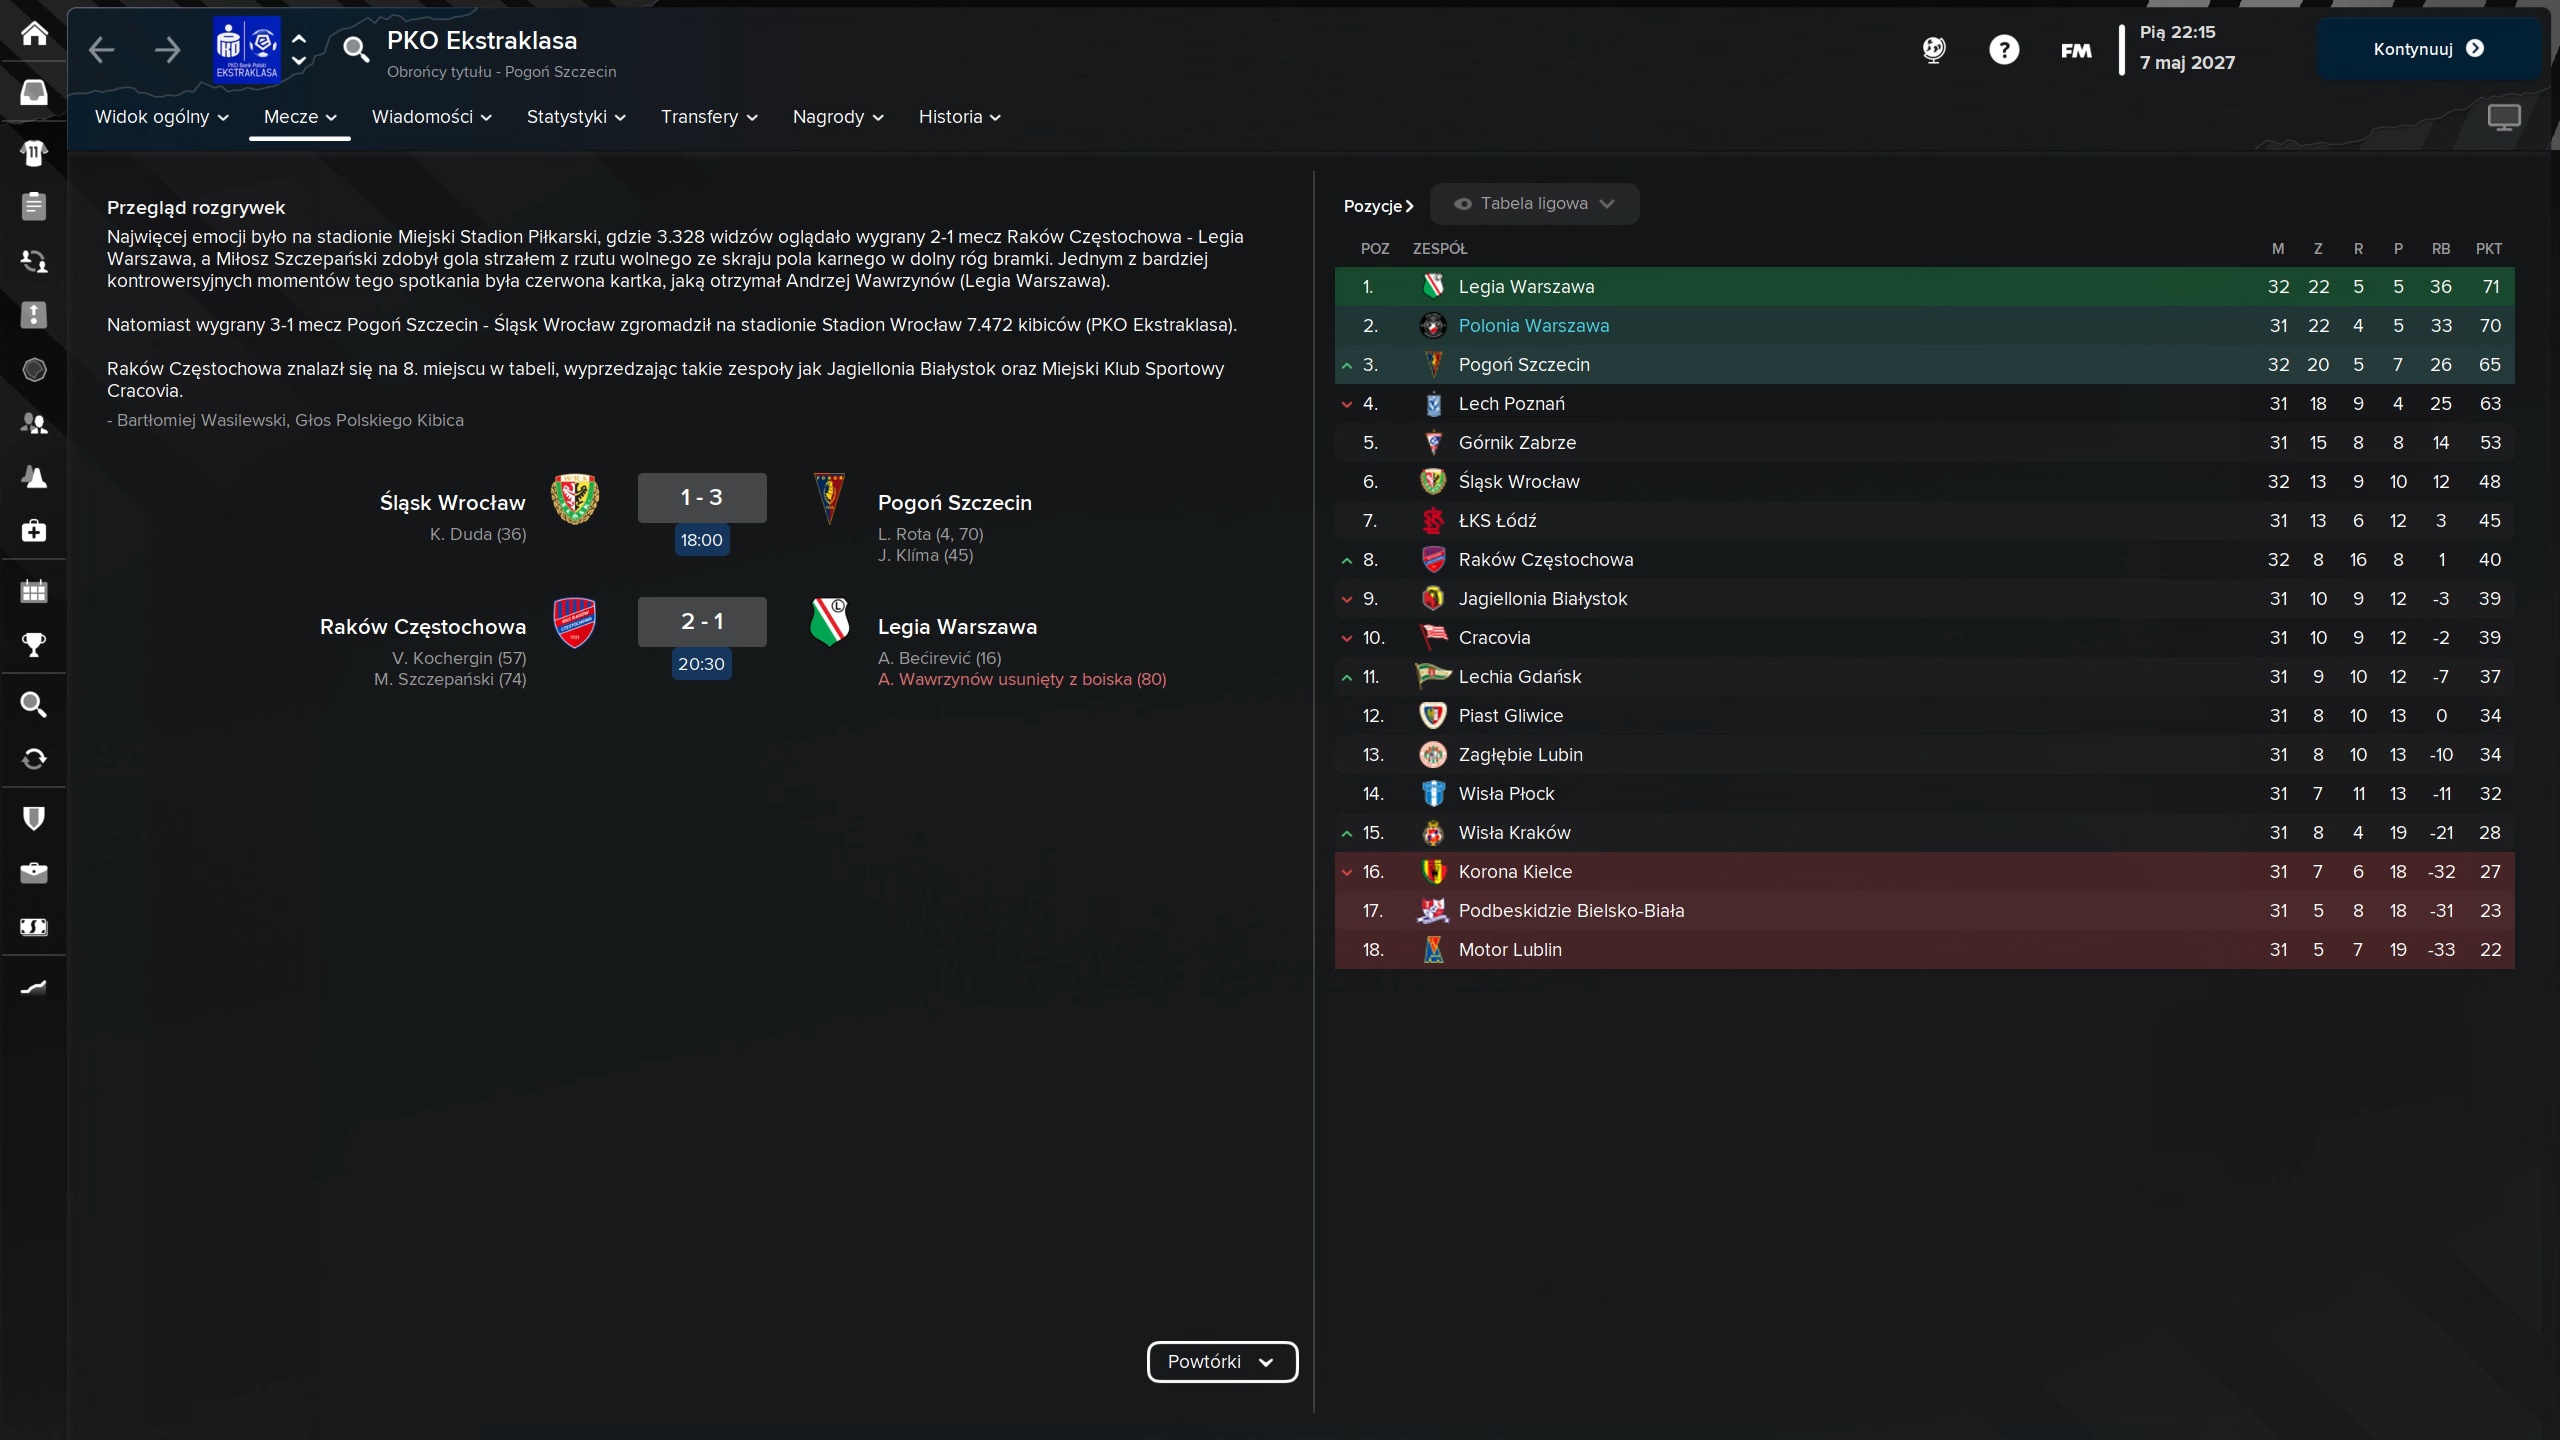 PKO Ekstraklasa
Obrońcy tytułu - Pogoń Szczecin
PKO Bank Polski
EKSTRAKLASA
FM
Pią 22:15
7 maj 2027
Kontynuuj
Widok ogólny
Mecze
Wiadomości
Statystyki
Transfery
Nagrody
Historia
Przegląd rozgrywek
Najwięcej emocji było na stadionie Miejski Stadion Piłkarski, gdzie 3.328 widzów oglądało wygrany 2-1 mecz Raków Częstochowa - Legia
Warszawa, a Miłosz Szczepański zdobył gola strzałem z rzutu wolnego ze skraju pola karnego w dolny róg bramki. Jednym z bardziej
kontrowersyjnych momentów tego spotkania była czerwona kartka, jaką otrzymał Andrzej Wawrzynów (Legia Warszawa).
Natomiast wygrany 3-1 mecz Pogoń Szczecin - Śląsk Wrocław zgromadził na stadionie Stadion Wrocław 7.472 kibiców (PKO Ekstraklasa).
Raków Częstochowa znalazł się na 8. miejscu w tabeli, wyprzedzając takie zespoły jak Jagiellonia Białystok oraz Miejski Klub Sportowy
Cracovia.
- Bartłomiej Wasilewski, Głos Polskiego Kibica
Śląsk Wrocław 1 - 3 Pogoń Szczecin
K. Duda (36) 18:00 L. Rota (4, 70)
J. Klíma (45)
Raków Częstochowa 2 - 1 Legia Warszawa
V. Kochergin (57) 20:30 A. Bećirević (16)
M. Szczepański (74) A. Wawrzynów usunięty z boiska (80)
Powtórki
Pozycje Tabela ligowa
POZ ZESPÓŁ M Z R P RB PKT
1. Legia Warszawa 32 22 5 5 36 71
2. Polonia Warszawa 31 22 4 5 33 70
3. Pogoń Szczecin 32 20 5 7 26 65
4. Lech Poznań 31 18 9 4 25 63
5. Górnik Zabrze 31 15 8 8 14 53
6. Śląsk Wrocław 32 13 9 10 12 48
7. ŁKS Łódź 31 13 6 12 3 45
8. Raków Częstochowa 32 8 16 8 1 40
9. Jagiellonia Białystok 31 10 9 12 -3 39
10. Cracovia 31 10 9 12 -2 39
11. Lechia Gdańsk 31 9 10 12 -7 37
12. Piast Gliwice 31 8 10 13 0 34
13. Zagłębie Lubin 31 8 10 13 -10 34
14. Wisła Płock 31 7 11 13 -11 32
15. Wisła Kraków 31 8 4 19 -21 28
16. Korona Kielce 31 7 6 18 -32 27
17. Podbeskidzie Bielsko-Biała 31 5 8 18 -31 23
18. Motor Lublin 31 5 7 19 -33 22